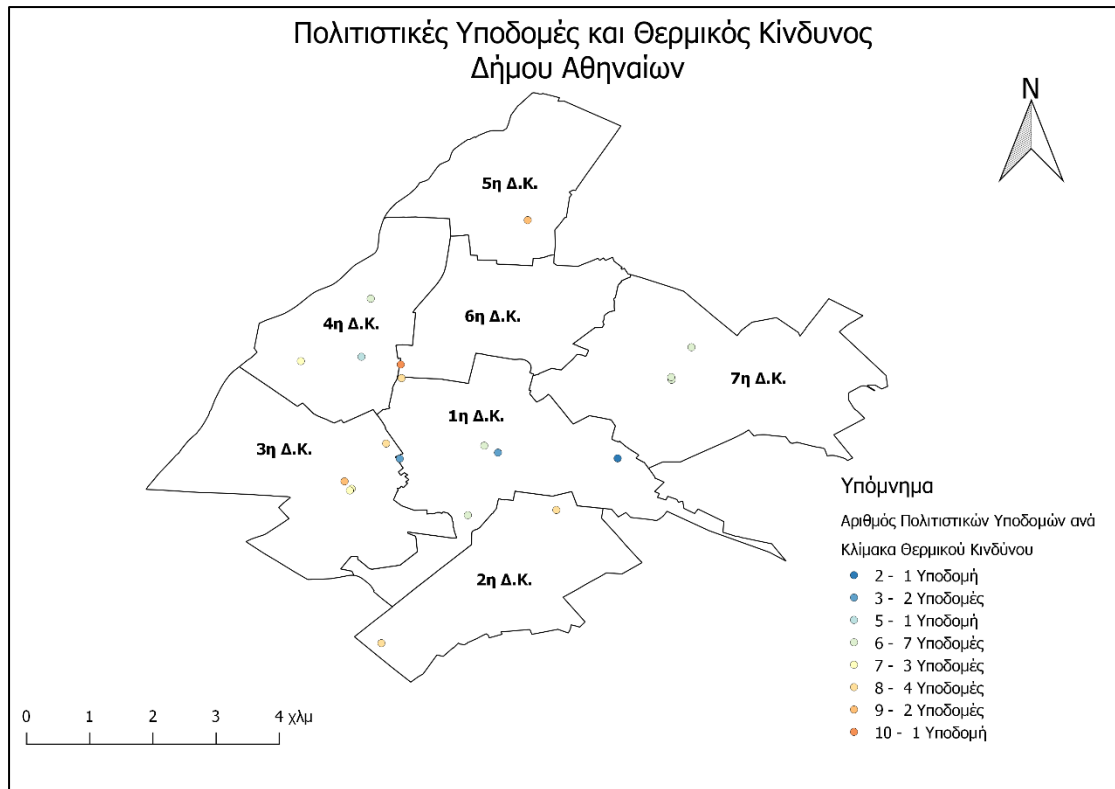 Πολιτιστικές Υποδομές και Θερμικός Κίνδυνος
Δήμου Αθηναίων
N
5η Δ.Κ.
6η Δ.Κ.
4η Δ.Κ.
7η Δ.Κ.
1η Δ.Κ.
3η Δ.Κ.
2η Δ.Κ.
Υπόμνημα
Αριθμός Πολιτιστικών Υποδομών ανά
Κλίμακα Θερμικού Κινδύνου
2 - 1 Υποδομή
3 - 2 Υποδομές
5 - 1 Υποδομή
6 - 7 Υποδομές
7 - 3 Υποδομές
8 - 4 Υποδομές
9 - 2 Υποδομές
10 - 1 Υποδομή
0 1 2 3 4 χλμ